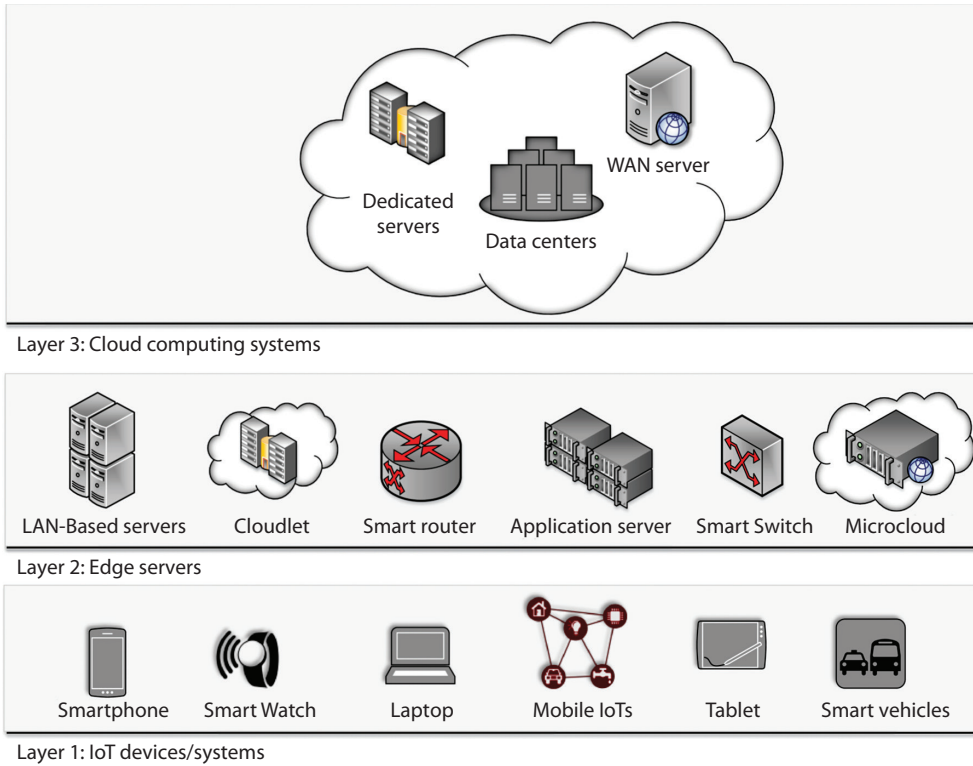 Dedicated
servers
Data centers
WAN server
Layer 3: Cloud computing systems
LAN-Based servers
Cloudlet
Smart router
Application server
Smart Switch
Microcloud
Layer 2: Edge servers
Smartphone
Smart Watch
Laptop
Mobile IoTs
Tablet
Smart vehicles
Layer 1: IoT devices/systems